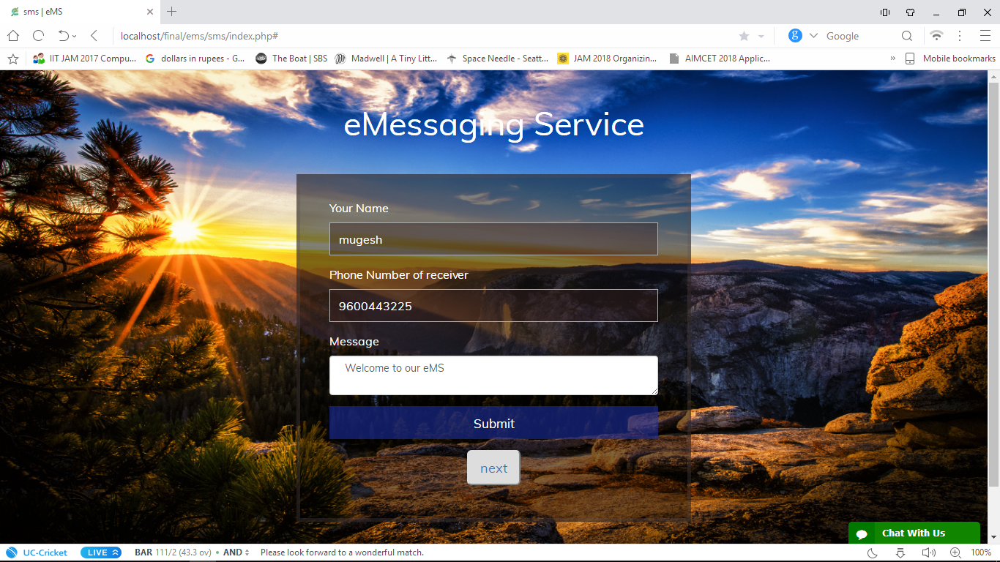 sms | eMS
localhost/final/ems/sms/index.php#
Google
IIT JAM 2017 Compu... dollars in rupees - G... The Boat | SBS Madwell | A Tiny Litt... Space Needle - Seatt... JAM 2018 Organizin... AIMCET 2018 Applic... » Mobile bookmarks
eMessaging Service
Your Name
mugesh
Phone Number of receiver
9600443225
Message
Welcome to our eMS
Submit
next
Chat With Us
UC-Cricket LIVE BAR 111/2 (43.3 ov) • AND Please look forward to a wonderful match. 100%